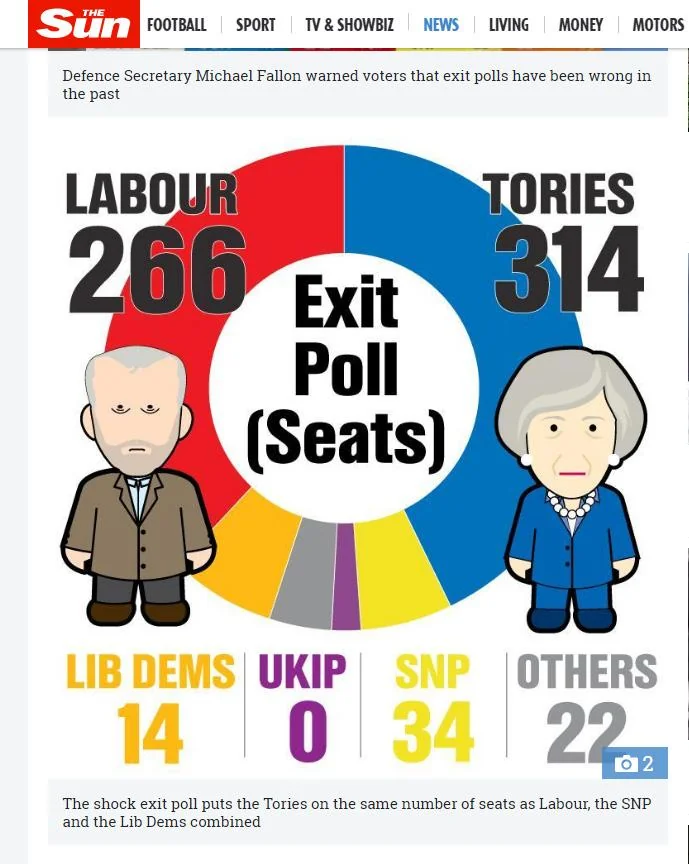 THE
Sun
FOOTBALL SPORT TV & SHOWBIZ NEWS LIVING MONEY MOTORS
Defence Secretary Michael Fallon warned voters that exit polls have been wrong in
the past
LABOUR
266
TORIES
314
Exit
Poll
(Seats)
LIB DEMS
14
UKIP
0
SNP
34
OTHERS
22
2
The shock exit poll puts the Tories on the same number of seats as Labour, the SNP
and the Lib Dems combined